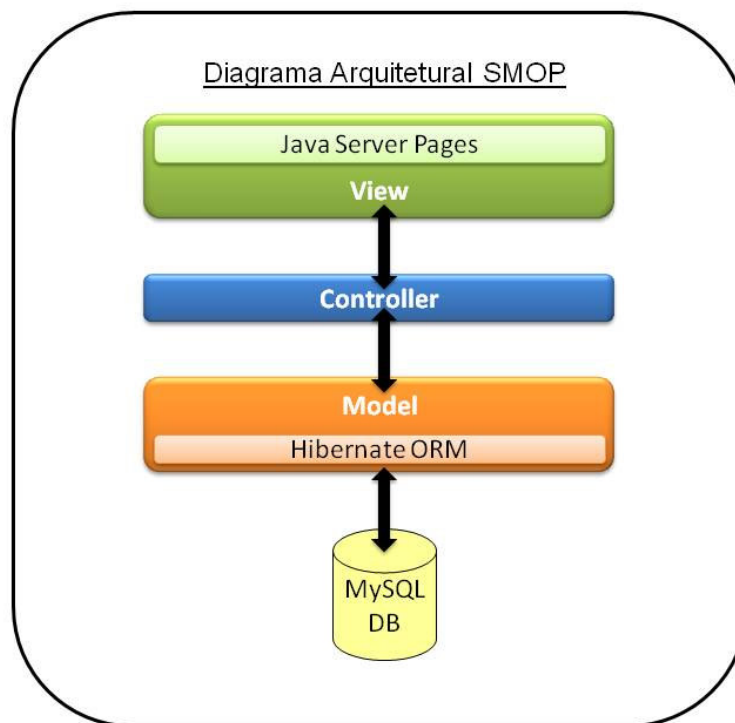 Diagrama Arquitetural SMOP
Java Server Pages
View
Controller
Model
Hibernate ORM
MySQL
DB